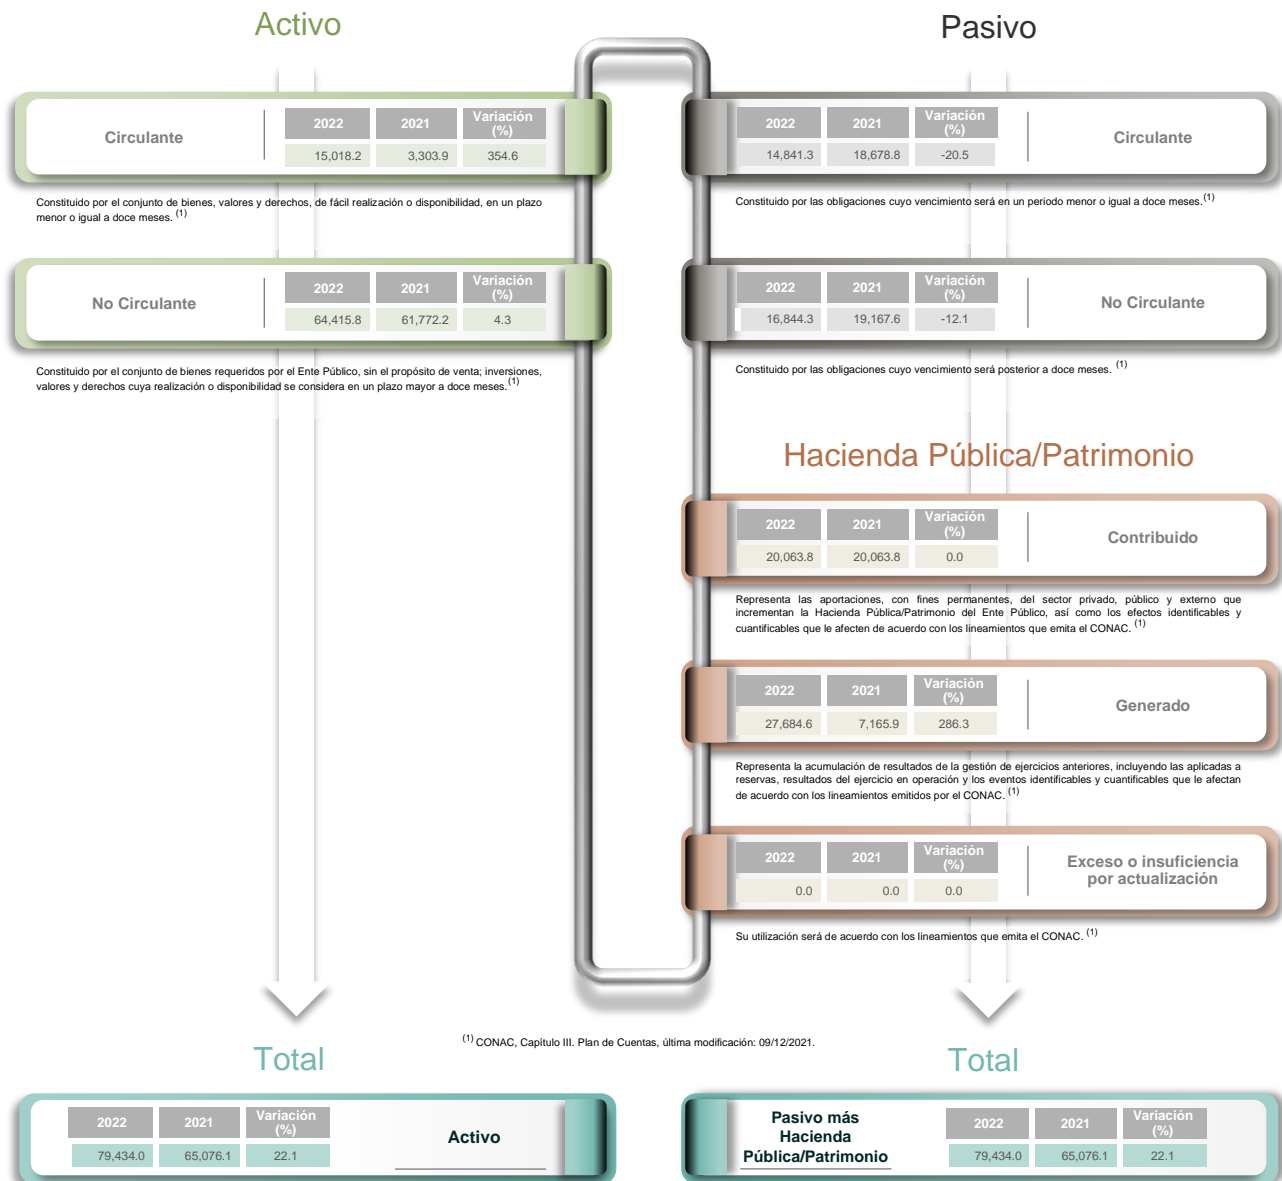 Activo
Circulante
2022 2021 Variación (%)
15,018.2 3,303.9 354.6
Constituido por el conjunto de bienes, valores y derechos, de fácil realización o disponibilidad, en un plazo
menor o igual a doce meses. (1)
No Circulante
2022 2021 Variación (%)
64,415.8 61,772.2 4.3
Constituido por el conjunto de bienes requeridos por el Ente Público, sin el propósito de venta; inversiones,
valores y derechos cuya realización o disponibilidad se considera en un plazo mayor a doce meses. (1)
Pasivo
2022 2021 Variación (%)
14,841.3 18,678.8 -20.5
Circulante
Constituido por las obligaciones cuyo vencimiento será en un periodo menor o igual a doce meses. (1)
2022 2021 Variación (%)
16,844.3 19,167.6 -12.1
No Circulante
Constituido por las obligaciones cuyo vencimiento será posterior a doce meses. (1)
Hacienda Pública/Patrimonio
2022 2021 Variación (%)
20,063.8 20,063.8 0.0
Contribuido
Representa las aportaciones, con fines permanentes, del sector privado, público y externo que
incrementan la Hacienda Pública/Patrimonio del Ente Público, así como los efectos identificables y
cuantificables que le afecten de acuerdo con los lineamientos que emita el CONAC. (1)
2022 2021 Variación (%)
27,684.6 7,165.9 286.3
Generado
Representa la acumulación de resultados de la gestión de ejercicios anteriores, incluyendo las aplicadas a
reservas, resultados del ejercicio en operación y los eventos identificables y cuantificables que le afectan
de acuerdo con los lineamientos emitidos por el CONAC. (1)
2022 2021 Variación (%)
0.0 0.0 0.0
Exceso o insuficiencia
por actualización
Su utilización será de acuerdo con los lineamientos que emita el CONAC. (1)
(1) CONAC, Capítulo III. Plan de Cuentas, última modificación: 09/12/2021.
Total
2022 2021 Variación (%)
79,434.0 65,076.1 22.1
Activo
Total
Pasivo más
Hacienda
Pública/Patrimonio
2022 2021 Variación (%)
79,434.0 65,076.1 22.1